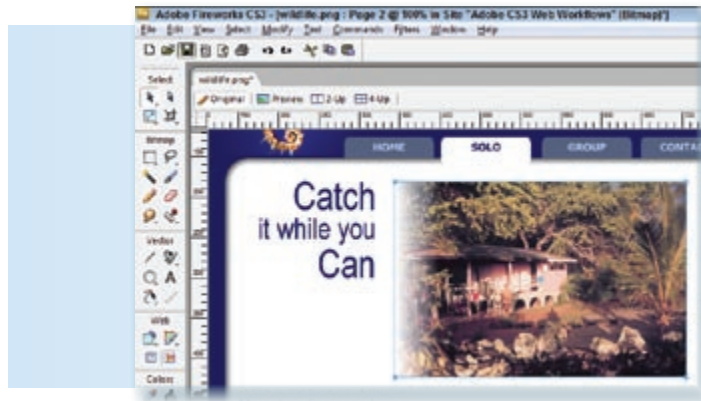 Adobe Fireworks CS3 - [wildlife.png : Page 2 @ 100% in Site "Adobe CS3 Web Workflows" (Bitmap)*]
File Edit View Select Modify Text Commands Filters Window Help
Select
wildlife.png*
Original Preview 2-Up 4-Up
Bitmap
HOME SOLO GROUP CONTA
Catch
it while you
Can
Vector
Web
Colors